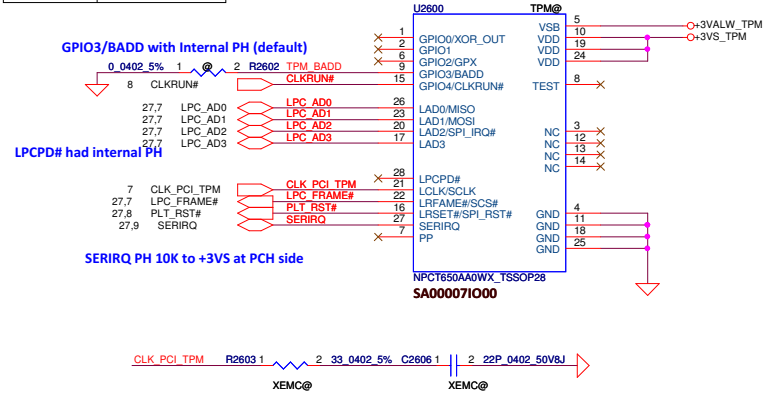 U2600 TPM@
GPIO3/BADD with Internal PH (default)
0_0402_5% 1 @ 2 R2602 TPM_BADD
8 CLKRUN# CLKRUN#
27,7 LPC_AD0 LPC_AD0
27,7 LPC_AD1 LPC_AD1
27,7 LPC_AD2 LPC_AD2
27,7 LPC_AD3 LPC_AD3
LPCPD# had internal PH
7 CLK_PCI_TPM CLK_PCI_TPM
27,7 LPC_FRAME# LPC_FRAME#
27,8 PLT_RST# PLT_RST#
27,9 SERIRQ SERIRQ
SERIRQ PH 10K to +3VS at PCH side
1 GPIO0/XOR_OUT
2 GPIO1
6 GPIO2/GPX
9 GPIO3/BADD
15 GPIO4/CLKRUN#
26 LAD0/MISO
23 LAD1/MOSI
20 LAD2/SPI_IRQ#
17 LAD3
28 LPCPD#
21 LCLK/SCLK
22 LRFAME#/SCS#
16 LRSET#/SPI_RST#
27 SERIRQ
7 PP
VSB 5 +3VALW_TPM
VDD 10 +3VS_TPM
VDD 19
VDD 24
TEST 8
NC 3
NC 12
NC 13
NC 14
GND 4
GND 11
GND 18
GND 25
NPCT650AA0WX_TSSOP28
SA00007IO00
CLK_PCI_TPM R2603 1 2 33_0402_5% C2606 1 2 22P_0402_50V8J
XEMC@ XEMC@